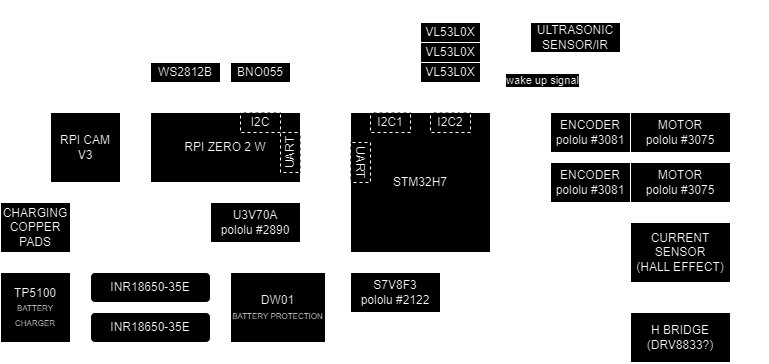 VL53L0X
VL53L0X
VL53L0X
ULTRASONIC
SENSOR/IR
wake up signal
WS2812B
BNO055
RPI CAM
V3
RPI ZERO 2 W
I2C
UART
STM32H7
I2C1
I2C2
UART
ENCODER
pololu #3081
MOTOR
pololu #3075
ENCODER
pololu #3081
MOTOR
pololu #3075
CHARGING
COPPER
PADS
U3V70A
pololu #2890
CURRENT
SENSOR
(HALL EFFECT)
TP5100
BATTERY
CHARGER
INR18650-35E
INR18650-35E
DW01
BATTERY PROTECTION
S7V8F3
pololu #2122
H BRIDGE
(DRV8833?)